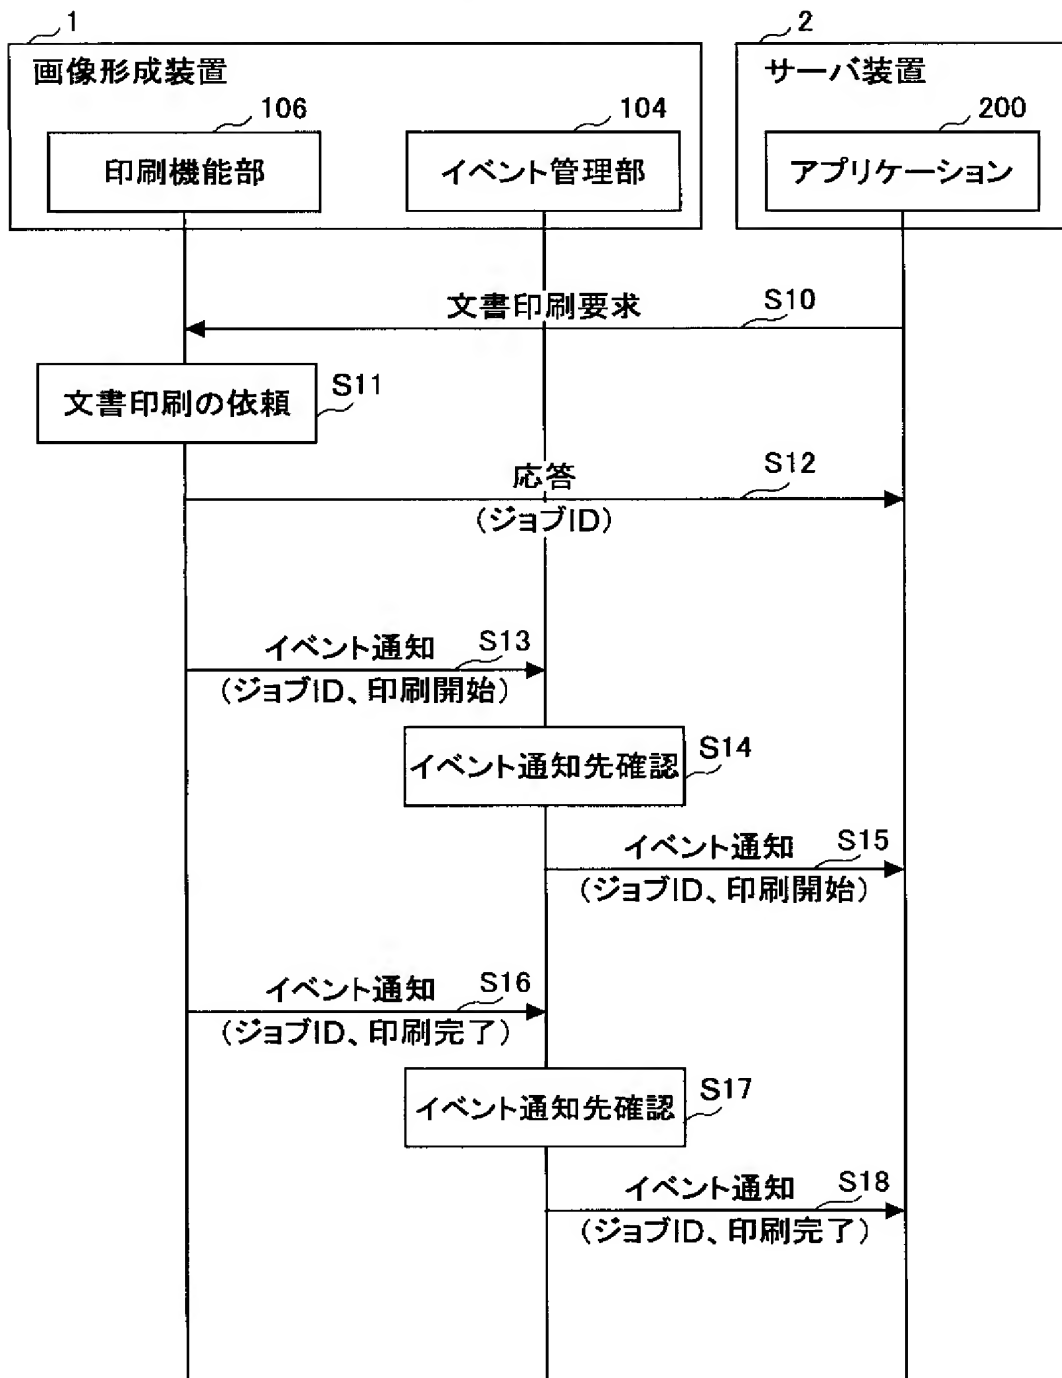 1
2
画像形成装置
サーバ装置
106
104
200
印刷機能部
イベント管理部
アプリケーション
文書印刷要求
S10
文書印刷の依頼
S11
応答
S12
(ジョブID)
イベント通知
S13
(ジョブID、印刷開始)
イベント通知先確認
S14
イベント通知
S15
(ジョブID、印刷開始)
イベント通知
S16
(ジョブID、印刷完了)
イベント通知先確認
S17
イベント通知
S18
(ジョブID、印刷完了)